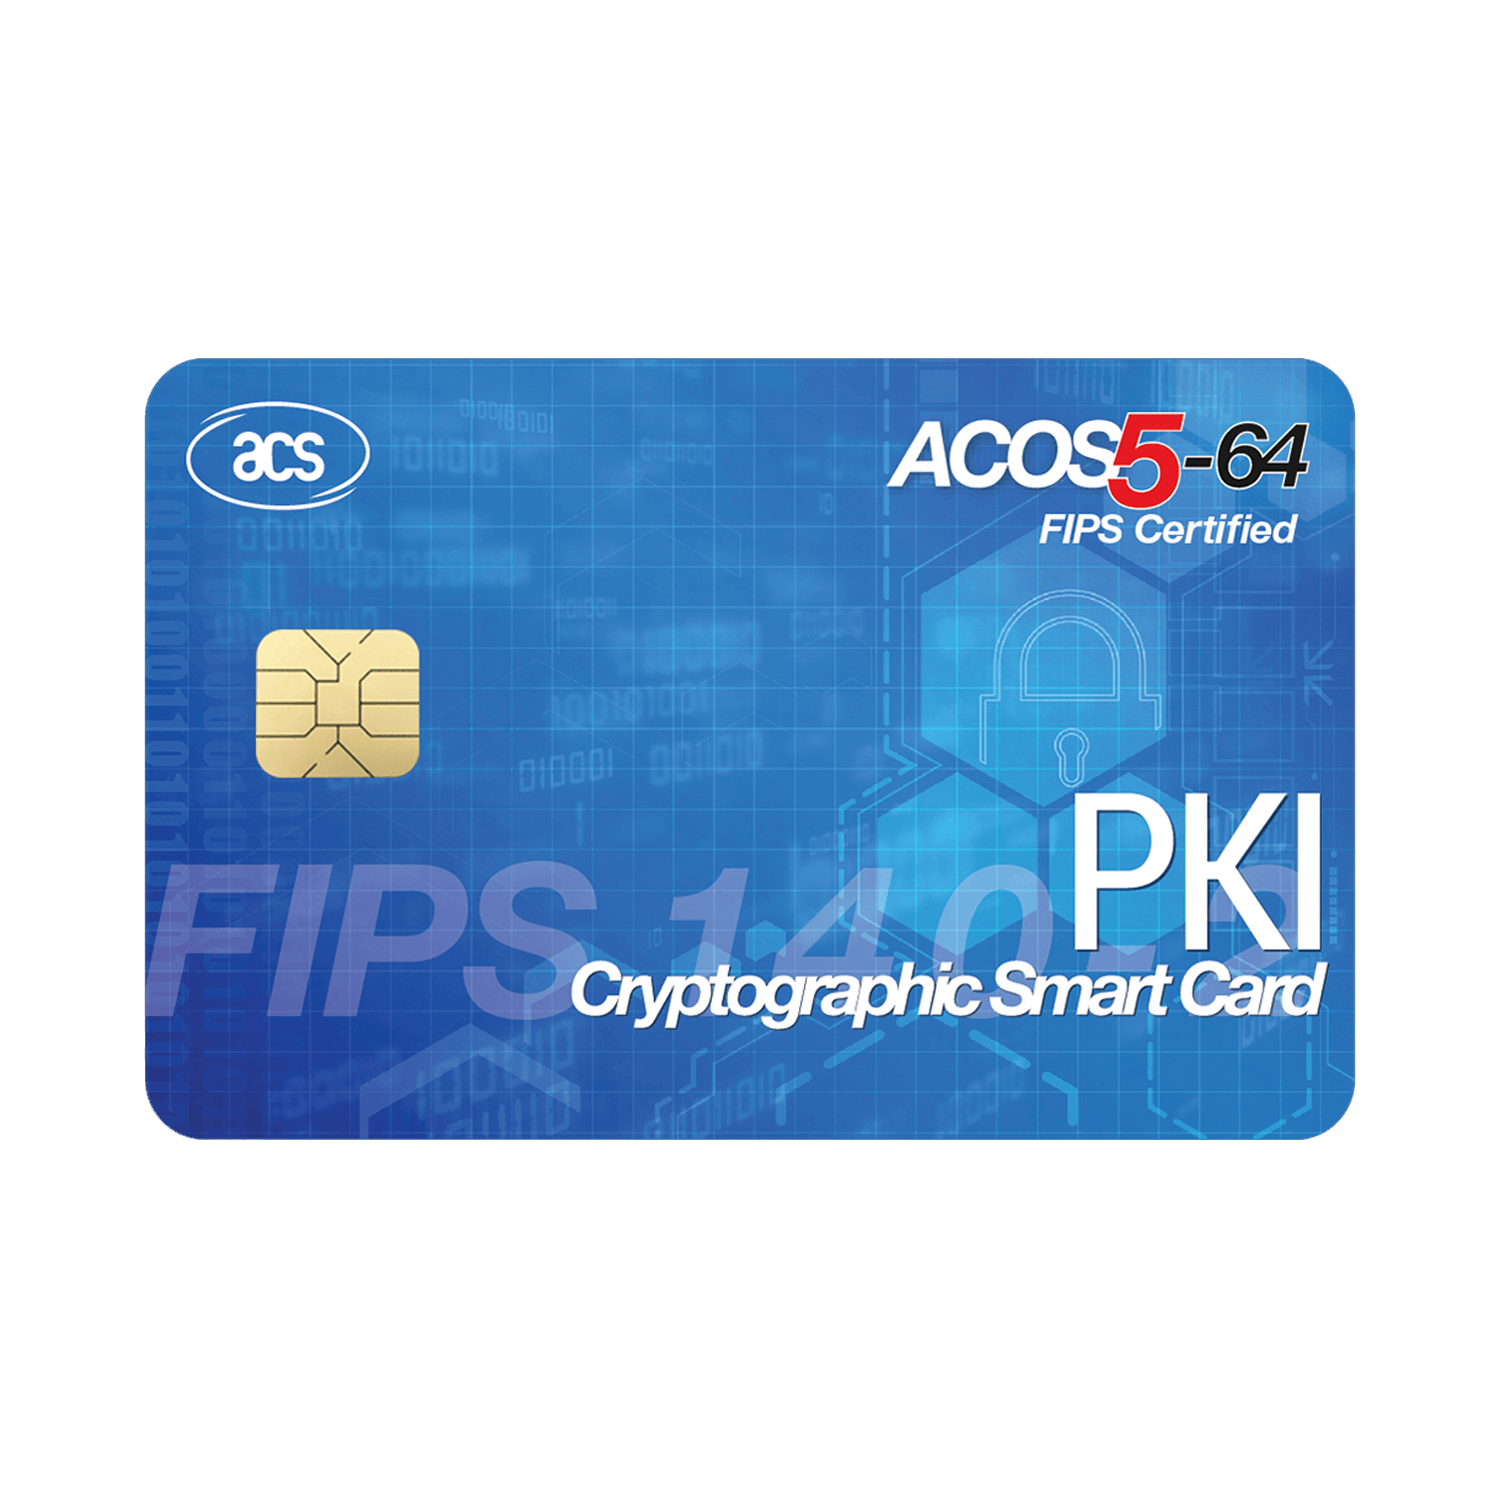 acs
ACOS5-64
FIPS Certified
PKI
FIPS 140-2
Cryptographic Smart Card